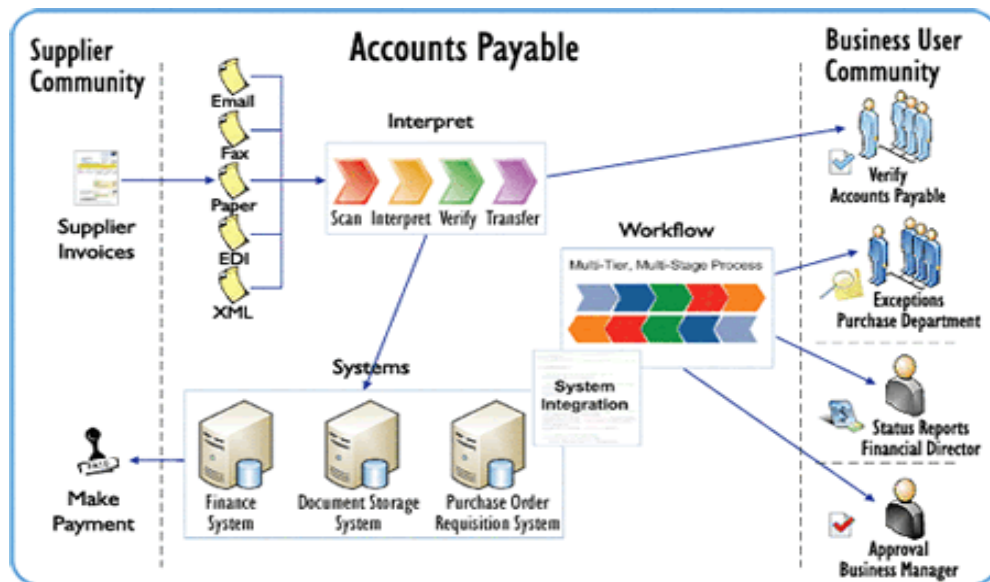 Supplier
Community
Accounts Payable
Business User
Community
Email
Fax
Paper
EDI
XML
Supplier
Invoices
Interpret
Scan Interpret Verify Transfer
Verify
Accounts Payable
Workflow
Multi-Tier, Multi-Stage Process
Exceptions
Purchase Department
Systems
System
Integration
Status Reports
Financial Director
Finance
System
Document Storage
System
Purchase Order
Requisition System
Make
Payment
Approval
Business Manager